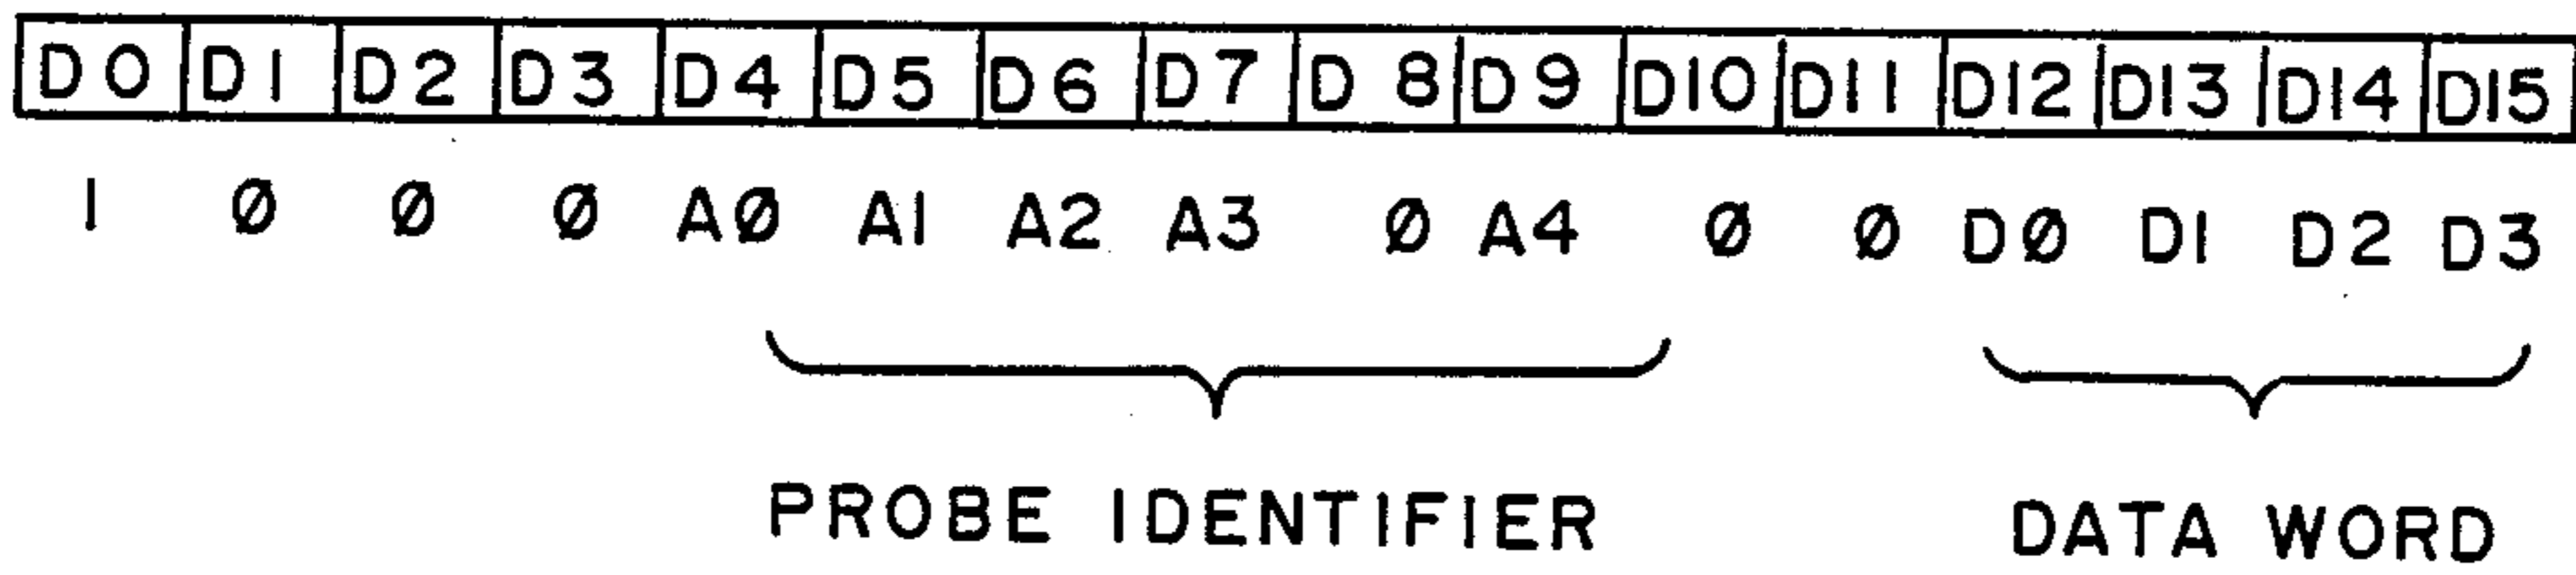 D0 D1 D2 D3 D4 D5 D6 D7 D8 D9 D10 D11 D12 D13 D14 D15
1 Ø Ø Ø AØ A1 A2 A3 Ø A4 Ø Ø DØ D1 D2 D3
PROBE IDENTIFIER DATA WORD